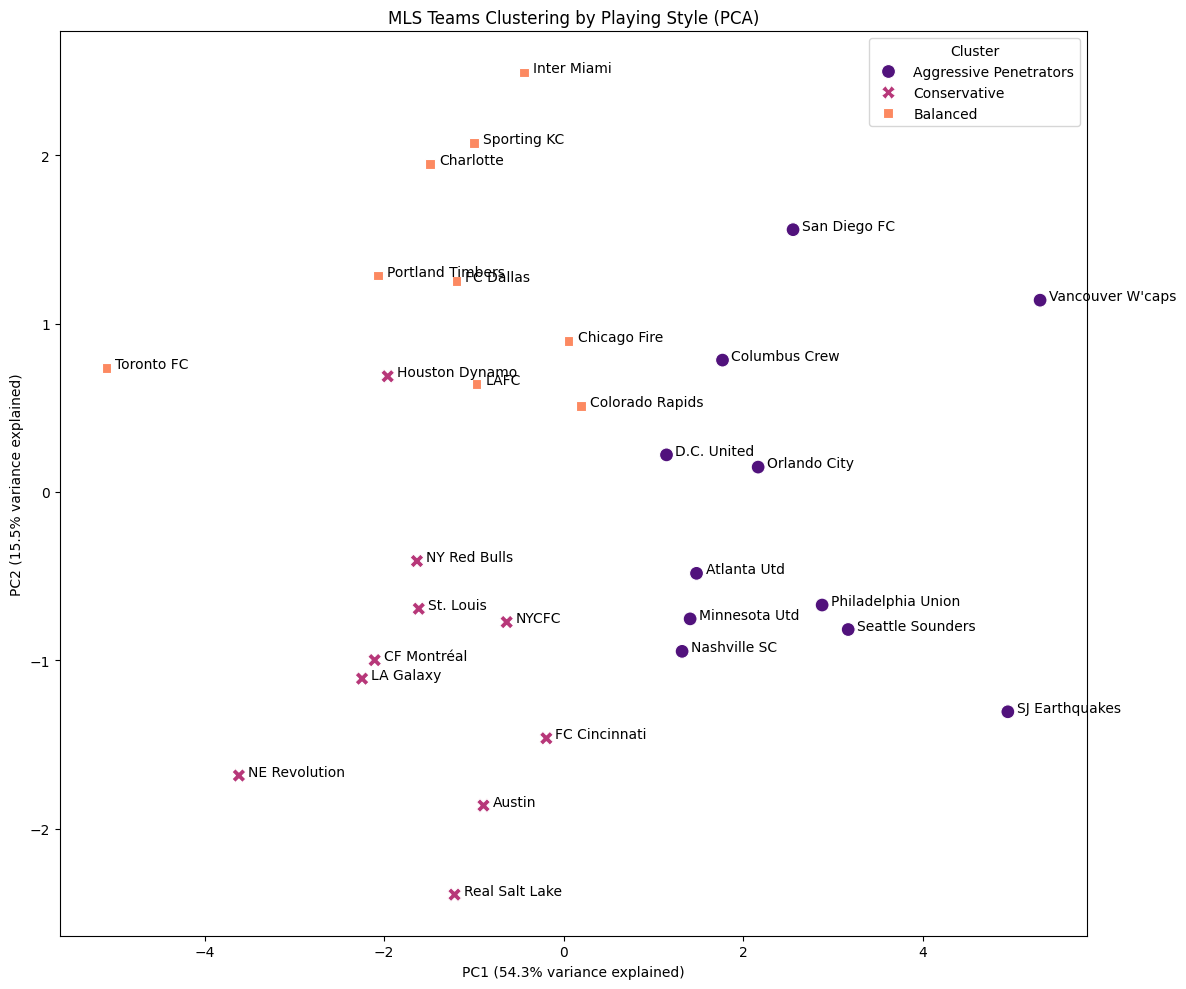 MLS Teams Clustering by Playing Style (PCA)
Cluster
Aggressive Penetrators
Conservative
Balanced
Inter Miami
Sporting KC
Charlotte
San Diego FC
Portland Timbers
FC Dallas
Vancouver W'caps
Chicago Fire
Columbus Crew
Toronto FC
Houston Dynamo
LAFC
Colorado Rapids
D.C. United
Orlando City
NY Red Bulls
Atlanta Utd
St. Louis
Philadelphia Union
NYCFC
Minnesota Utd
Seattle Sounders
Nashville SC
CF Montréal
LA Galaxy
SJ Earthquakes
FC Cincinnati
NE Revolution
Austin
Real Salt Lake
2
1
0
−1
−2
PC2 (15.5% variance explained)
−4 −2 0 2 4
PC1 (54.3% variance explained)